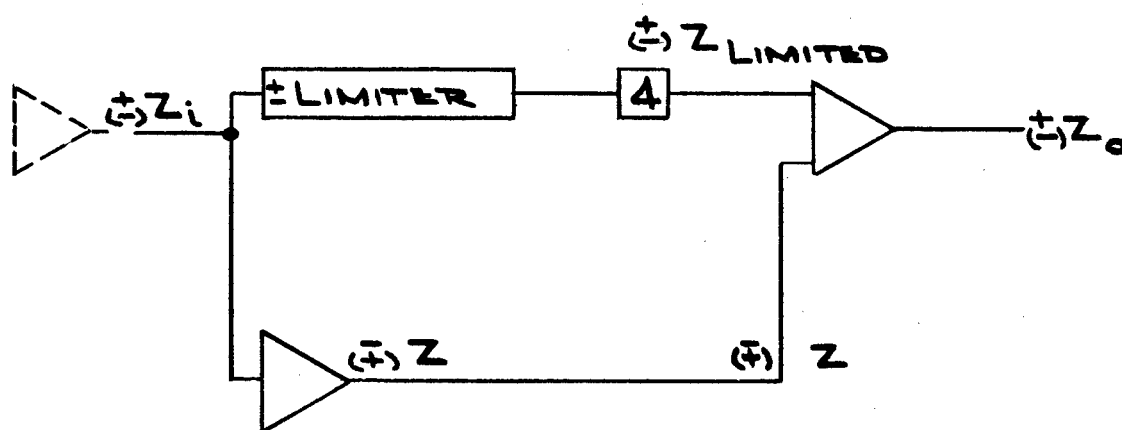 (±) Z LIMITED
(±) Zi
± LIMITER
4
(±) Zo
(∓) Z
(∓) Z